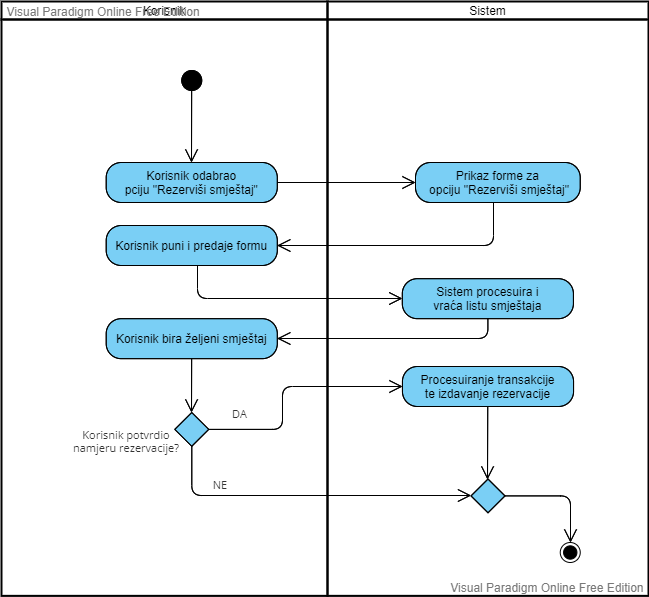 Visual Paradigm Online Free Edition
Korisnik
Sistem
Korisnik odabrao
pciju "Rezerviši smještaj"
Prikaz forme za
opciju "Rezerviši smještaj"
Korisnik puni i predaje formu
Sistem procesuira i
vraća listu smještaja
Korisnik bira željeni smještaj
Procesuiranje transakcije
te izdavanje rezervacije
DA
Korisnik potvrdio
namjeru rezervacije?
NE
Visual Paradigm Online Free Edition